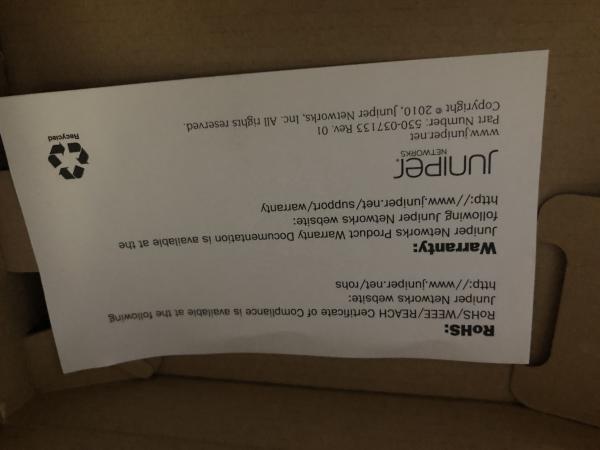 RoHS:
RoHS/WEEE/REACH Certificate of Compliance is available at the following
Juniper Networks website:
http://www.juniper.net/rohs
Warranty:
Juniper Networks Product Warranty Documentation is available at the
following Juniper Networks website:
http://www.juniper.net/support/warranty
JUNIPER
NETWORKS
www.juniper.net
Part Number: 530-037133 Rev. 01
Copyright © 2010, Juniper Networks, Inc. All rights reserved.
Recycled